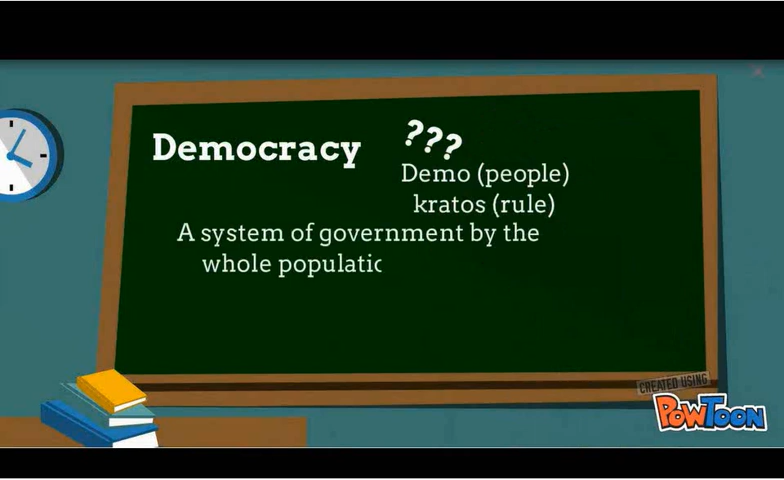 Democracy ???
Demo (people)
kratos (rule)
A system of government by the
whole populatic
CREATED USING
POWTOON